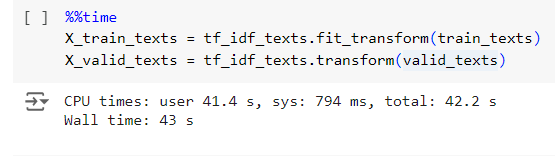 [ ] %%time
X_train_texts = tf_idf_texts.fit_transform(train_texts)
X_valid_texts = tf_idf_texts.transform(valid_texts)
CPU times: user 41.4 s, sys: 794 ms, total: 42.2 s
Wall time: 43 s